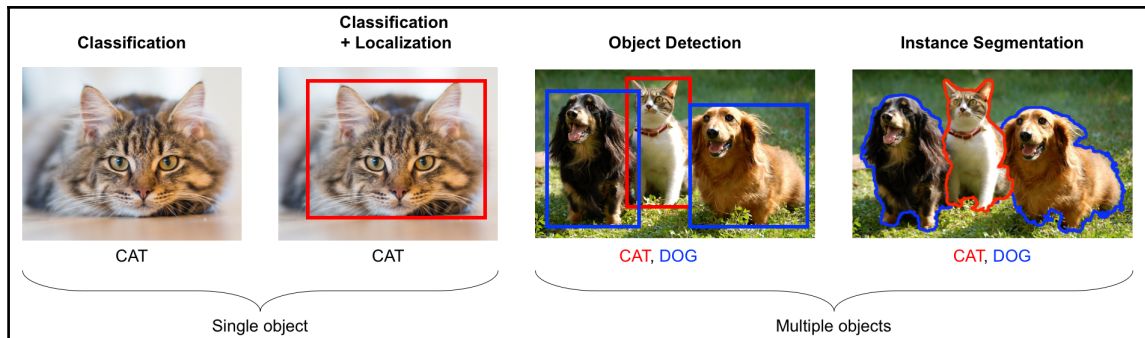 Classification
Classification
+ Localization
Object Detection
Instance Segmentation
CAT
CAT
CAT, DOG
CAT, DOG
Single object
Multiple objects